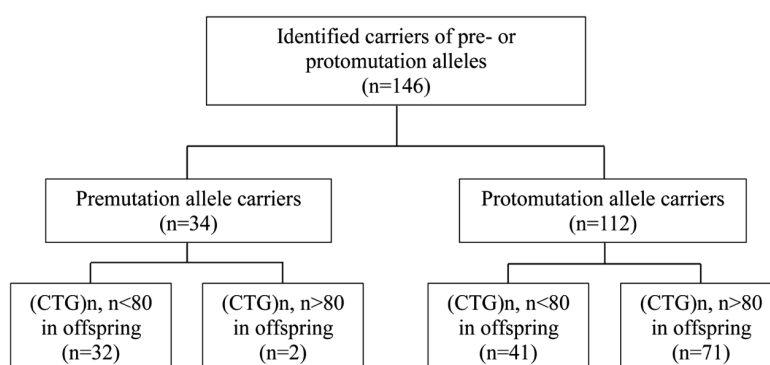 Identified carriers of pre- or
protomutation alleles
(n=146)
Premutation allele carriers
(n=34)
Protomutation allele carriers
(n=112)
(CTG)n, n<80
in offspring
(n=32)
(CTG)n, n>80
in offspring
(n=2)
(CTG)n, n<80
in offspring
(n=41)
(CTG)n, n>80
in offspring
(n=71)